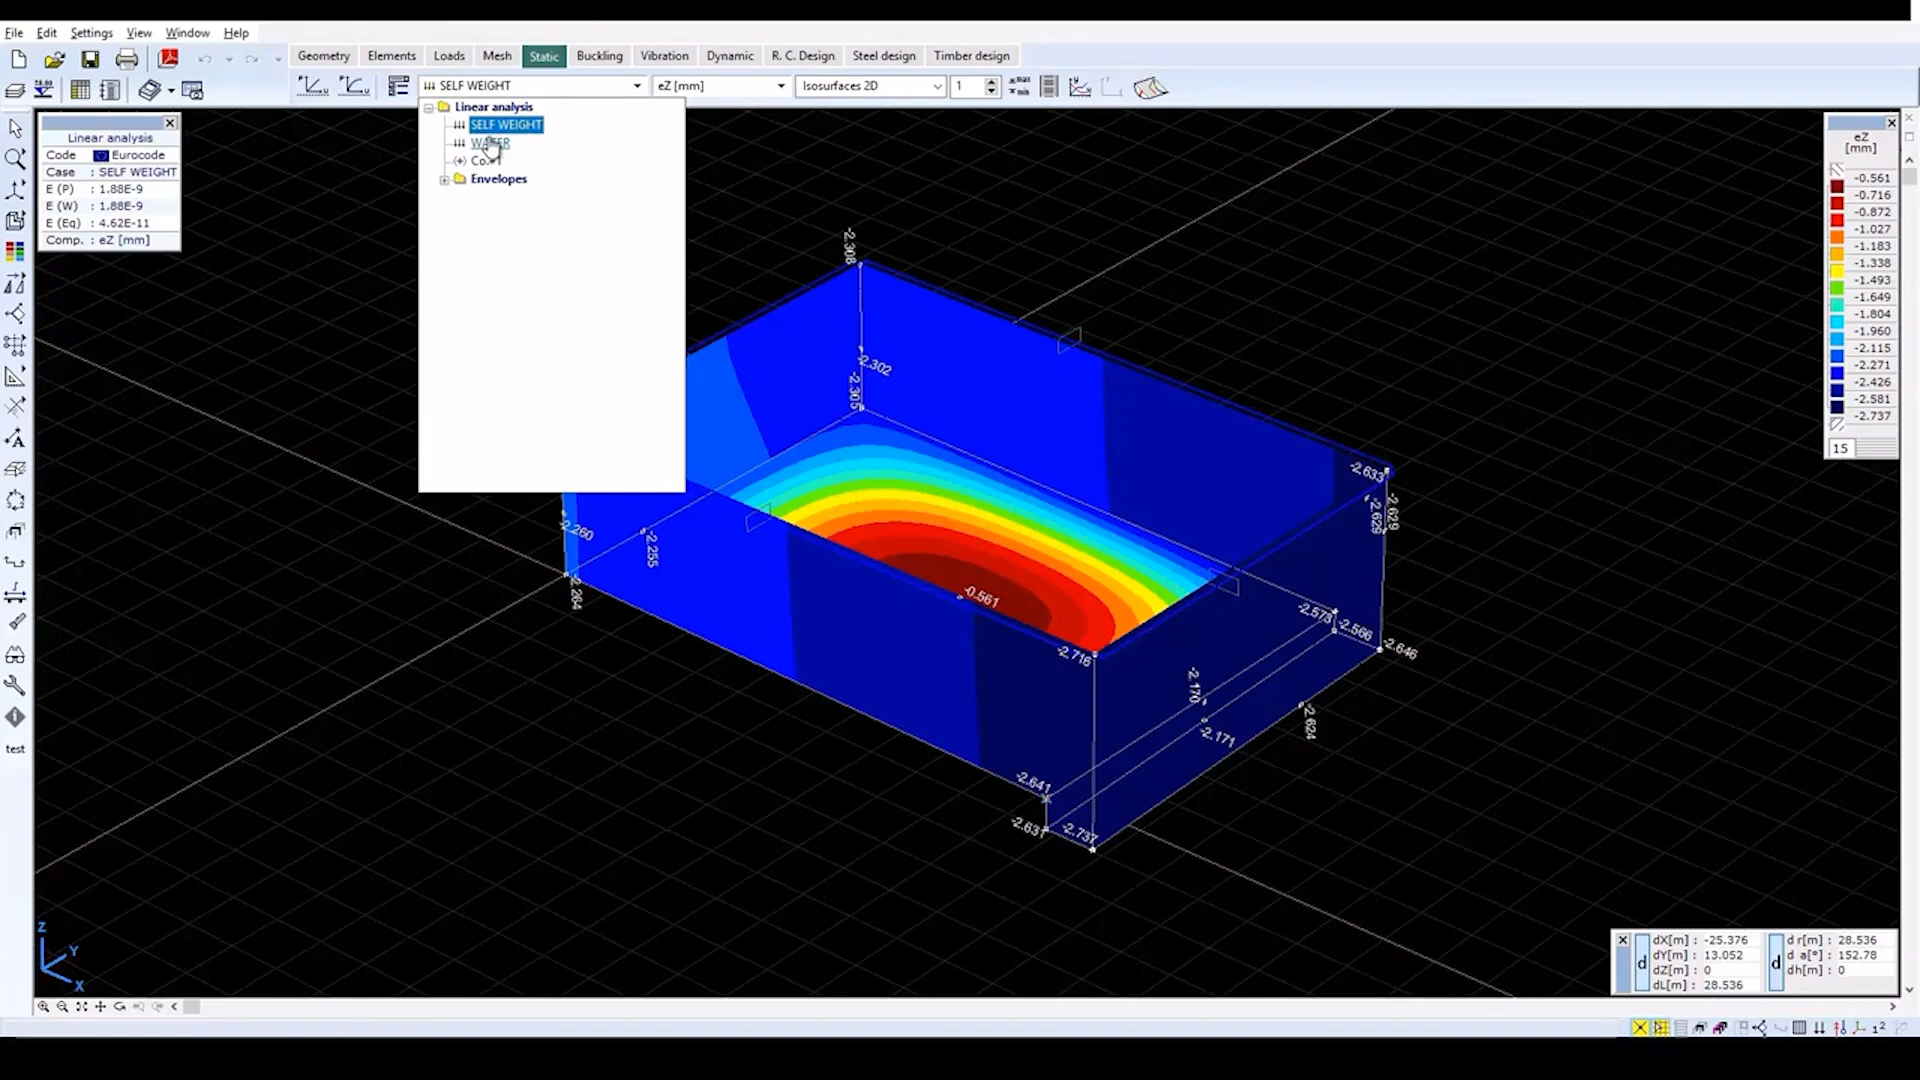 File Edit Settings View Window Help
Geometry Elements Loads Mesh Static Buckling Vibration Dynamic R. C. Design Steel design Timber design
SELF WEIGHT eZ [mm] Isosurfaces 2D 1
Linear analysis
SELF WEIGHT
WATER
Envelopes
Linear analysis
Code Eurocode
Case : SELF WEIGHT
E (P) : 1.88E-9
E (W) : 1.88E-9
E (Eq) : 4.62E-11
Comp. : eZ [mm]
eZ
[mm]
-0.561
-0.716
-0.872
-1.027
-1.183
-1.338
-1.493
-1.649
-1.804
-1.960
-2.115
-2.271
-2.426
-2.581
-2.737
15
-2.308
-2.302
-2.305
-2.633
-2.629
-2.629
-2.260
-2.255
-2.264
-0.561
-2.716
-2.573
-2.566
-2.646
-2.170
-2.171
-2.624
-2.641
-2.631
-2.737
test
Z
Y
X
d
dX[m] : -25.376
dY[m] : 13.052
dZ[m] : 0
dL[m] : 28.536
d
d r[m] : 28.536
d a[°] : 152.78
dh[m] : 0